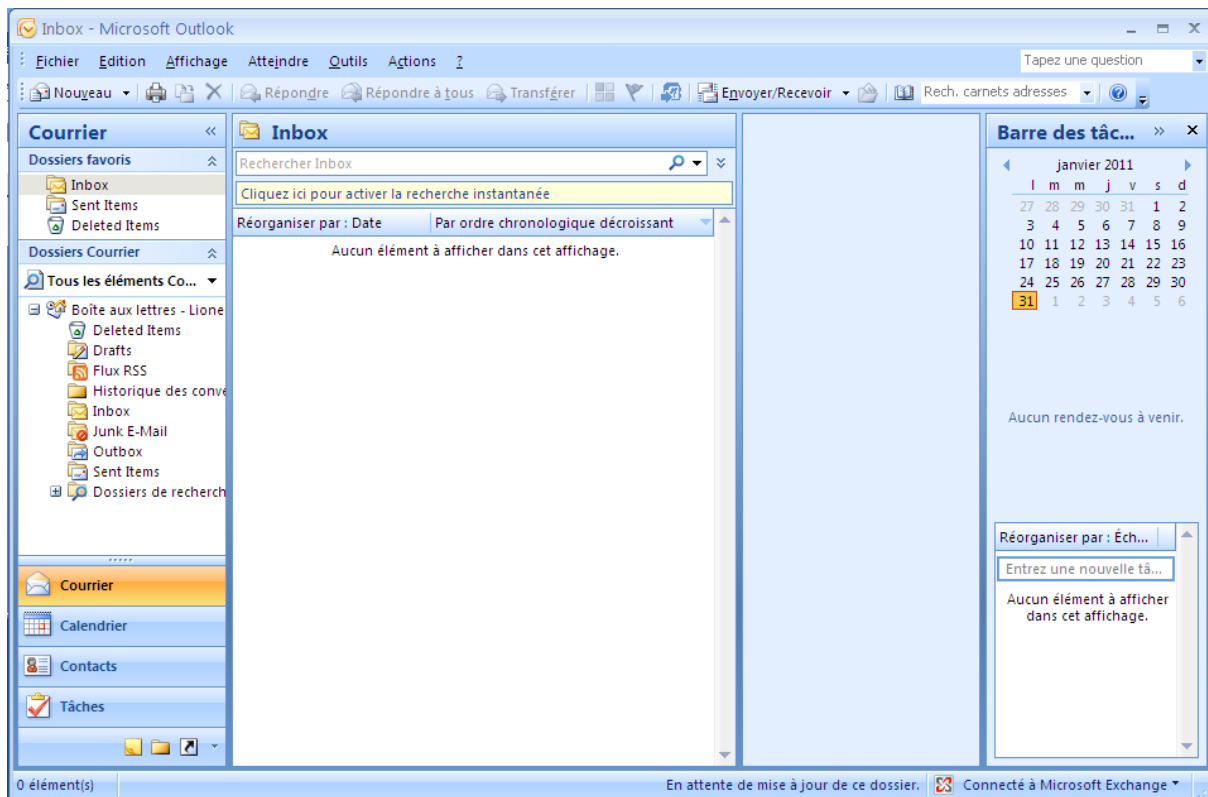 Inbox - Microsoft Outlook
Fichier Edition Affichage Atteindre Outils Actions ?
Tapez une question
Nouveau Répondre Répondre à tous Transférer Envoyer/Recevoir Rech. carnets adresses
Courrier «
Dossiers favoris
Inbox
Sent Items
Deleted Items
Dossiers Courrier
Tous les éléments Co...
Boîte aux lettres - Lione
Deleted Items
Drafts
Flux RSS
Historique des conve
Inbox
Junk E-Mail
Outbox
Sent Items
Dossiers de recherch
Courrier
Calendrier
Contacts
Tâches
Inbox
Rechercher Inbox
Cliquez ici pour activer la recherche instantanée
Réorganiser par : Date Par ordre chronologique décroissant
Aucun élément à afficher dans cet affichage.
Barre des tâc... »
janvier 2011
l m m j v s d
27 28 29 30 31 1 2
3 4 5 6 7 8 9
10 11 12 13 14 15 16
17 18 19 20 21 22 23
24 25 26 27 28 29 30
31 1 2 3 4 5 6
Aucun rendez-vous à venir.
Réorganiser par : Éch...
Entrez une nouvelle tâ...
Aucun élément à afficher
dans cet affichage.
0 élément(s)
En attente de mise à jour de ce dossier. Connecté à Microsoft Exchange